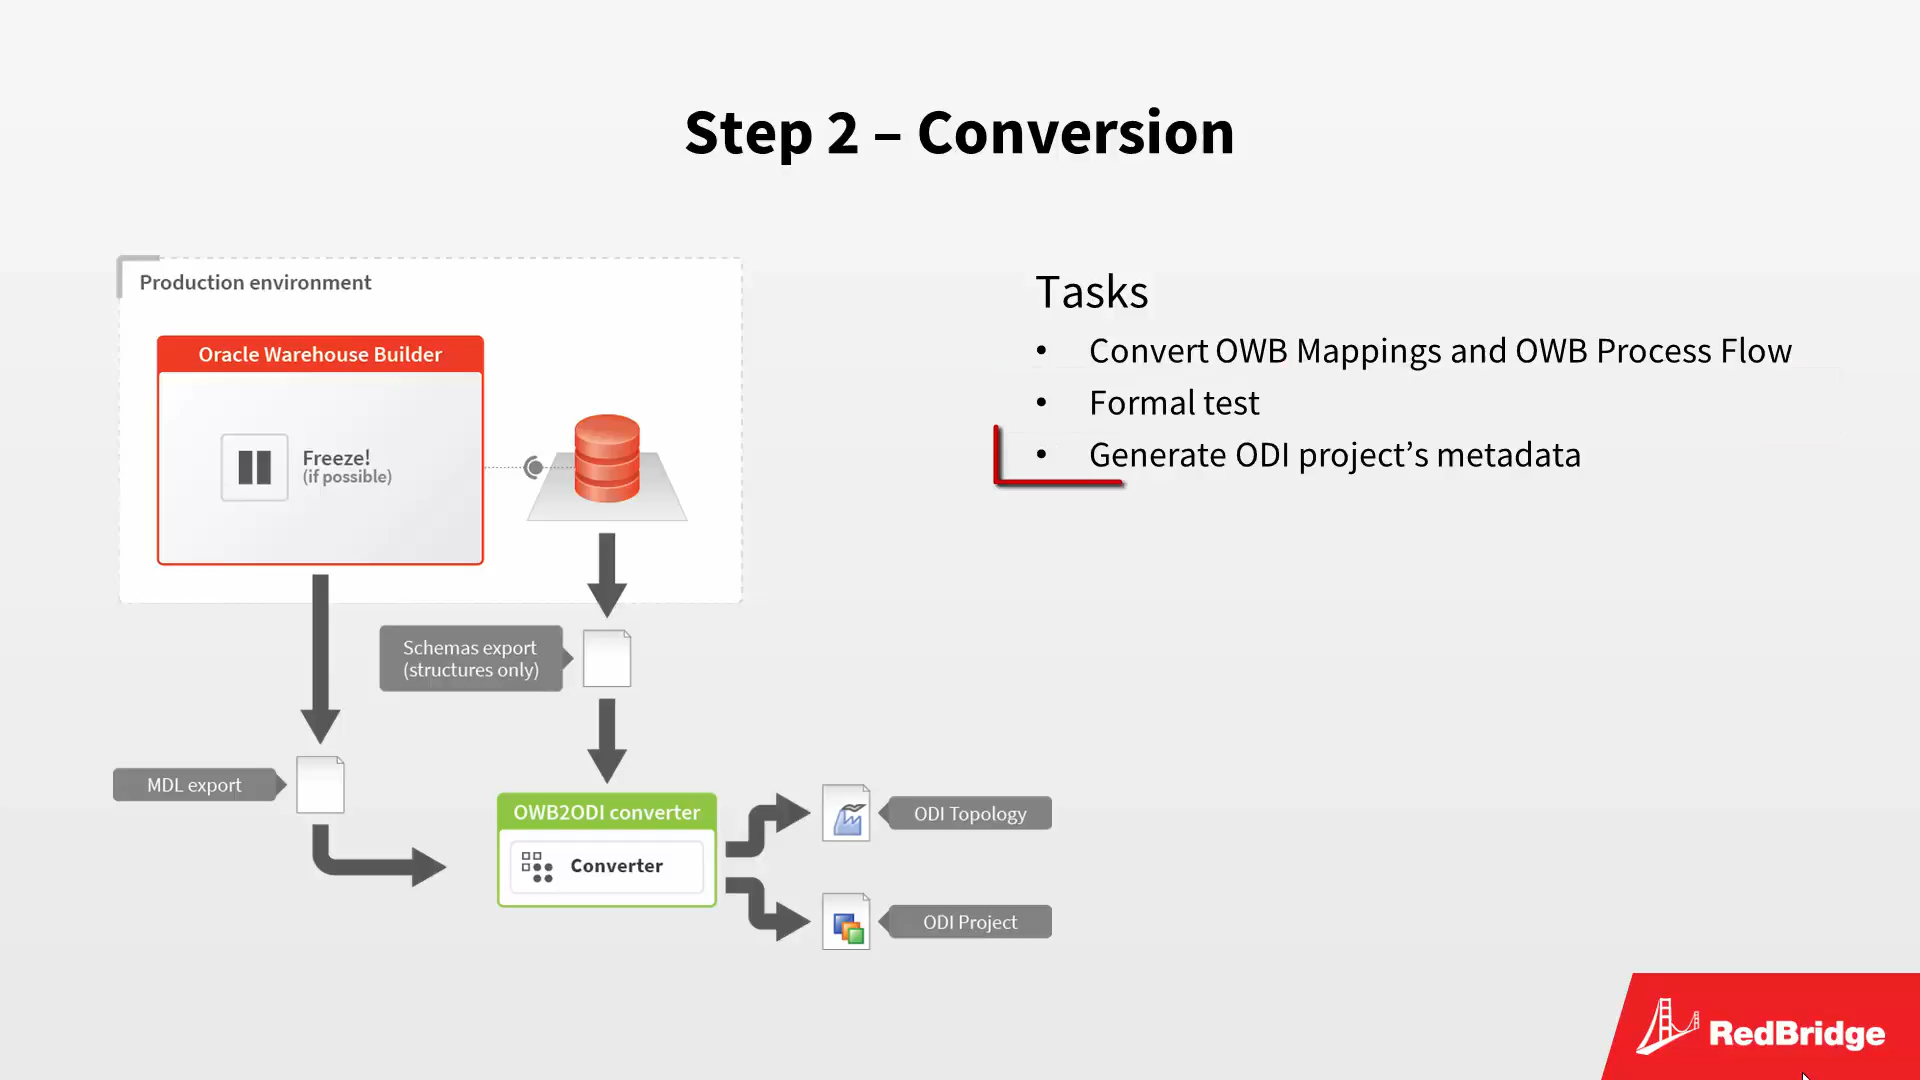 Step 2 – Conversion
Production environment
Oracle Warehouse Builder
Freeze!
(if possible)
Schemas export
(structures only)
MDL export
OWB2ODI converter
Converter
ODI Topology
ODI Project
Tasks
• Convert OWB Mappings and OWB Process Flow
• Formal test
• Generate ODI project’s metadata
RedBridge